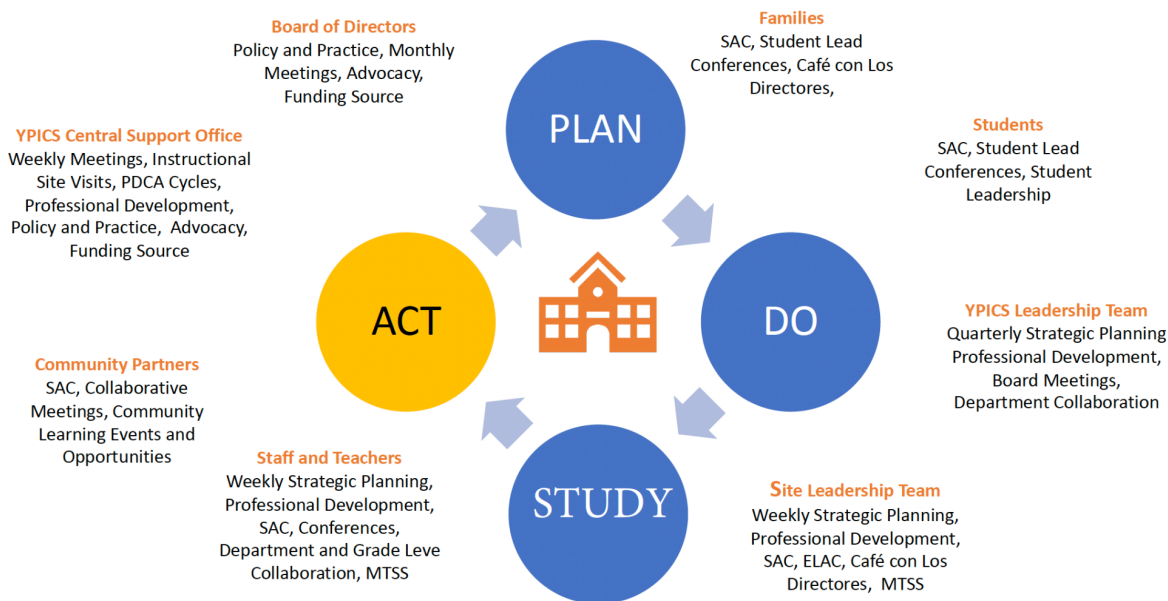 Board of Directors
Policy and Practice, Monthly
Meetings, Advocacy,
Funding Source
Families
SAC, Student Lead
Conferences, Café con Los
Directores,
PLAN
YPICS Central Support Office
Weekly Meetings, Instructional
Site Visits, PDCA Cycles,
Professional Development,
Policy and Practice, Advocacy,
Funding Source
Students
SAC, Student Lead
Conferences, Student
Leadership
ACT
DO
YPICS Leadership Team
Quarterly Strategic Planning
Professional Development,
Board Meetings,
Department Collaboration
Community Partners
SAC, Collaborative
Meetings, Community
Learning Events and
Opportunities
Staff and Teachers
Weekly Strategic Planning,
Professional Development,
SAC, Conferences,
Department and Grade Leve
Collaboration, MTSS
STUDY
Site Leadership Team
Weekly Strategic Planning,
Professional Development,
SAC, ELAC, Café con Los
Directores, MTSS